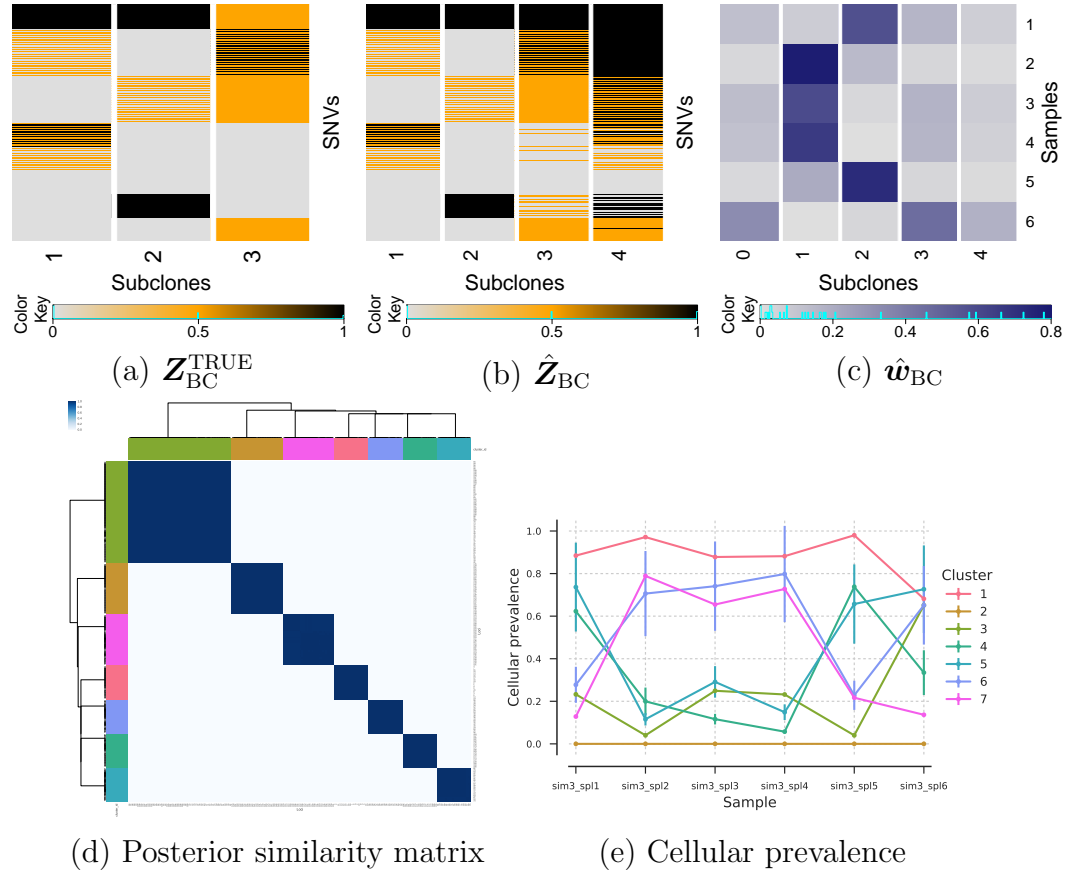 SNVs
1
2
3
Subclones
Color
Key
0
0.5
1
(a) Z^TRUE_BC
SNVs
1
2
3
4
Subclones
Color
Key
0
0.5
1
(b) Ẑ_BC
1
2
3
4
5
6
Samples
0
1
2
3
4
Subclones
Color
Key
0
0.2
0.4
0.6
0.8
(c) ŵ_BC
(d) Posterior similarity matrix
1.0
0.8
0.6
0.4
0.2
0.0
Cellular prevalence
sim3_spl1
sim3_spl2
sim3_spl3
sim3_spl4
sim3_spl5
sim3_spl6
Sample
Cluster
1
2
3
4
5
6
7
(e) Cellular prevalence